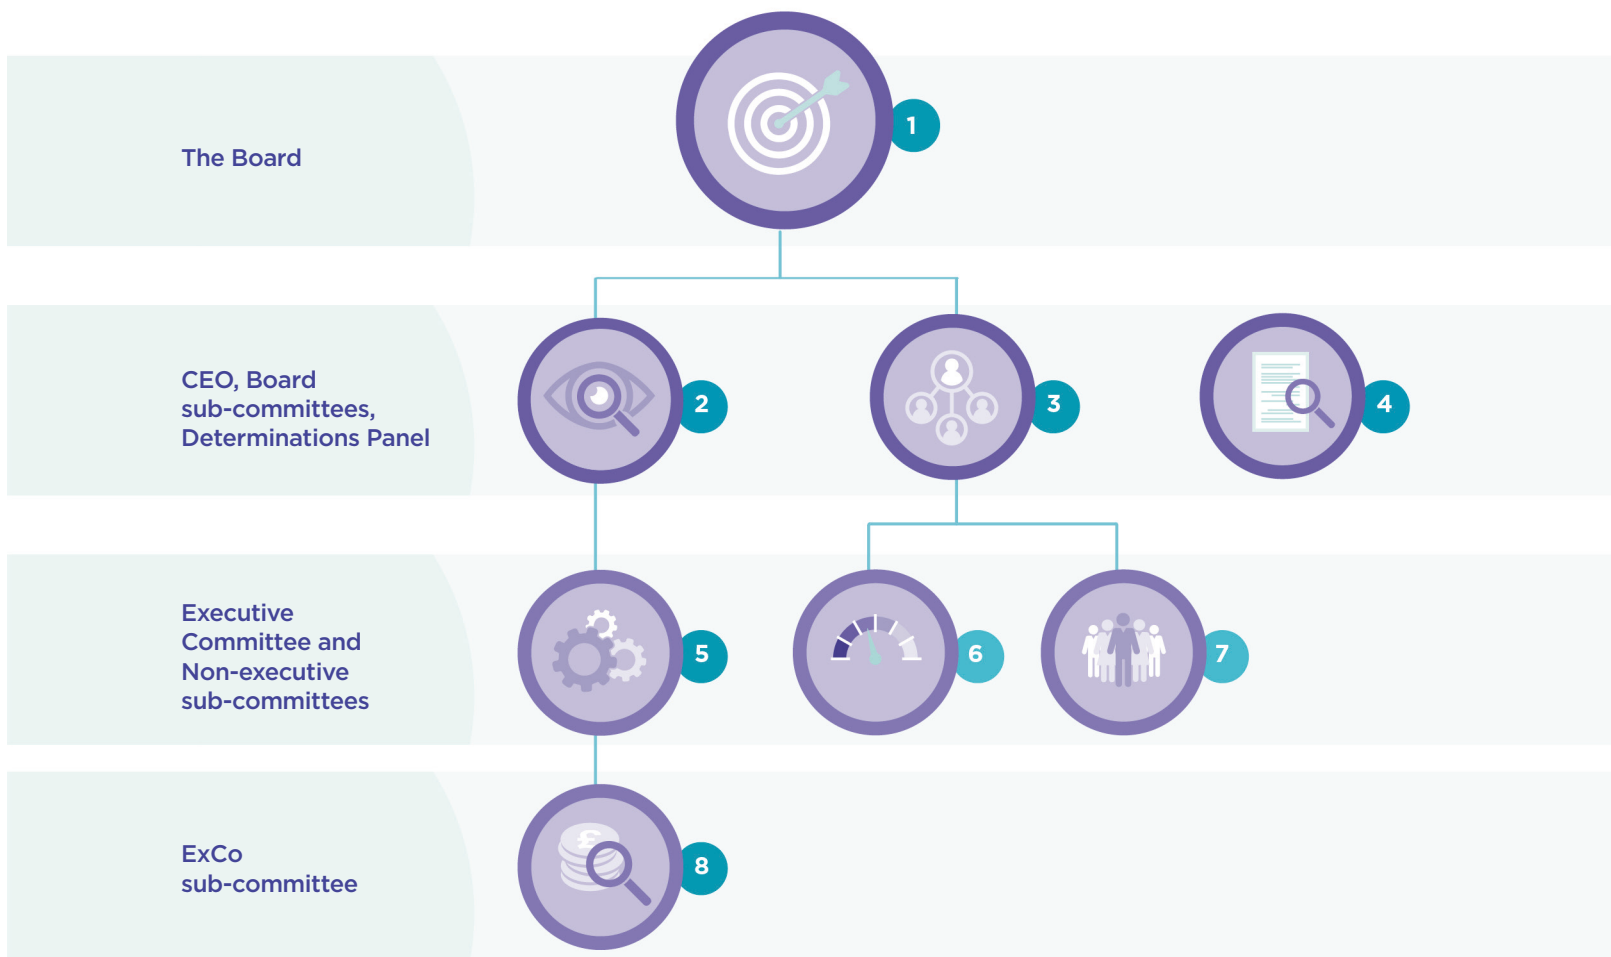 The Board
1
CEO, Board
sub-committees,
Determinations Panel
2
3
4
Executive
Committee and
Non-executive
sub-committees
5
6
7
ExCo
sub-committee
£
8